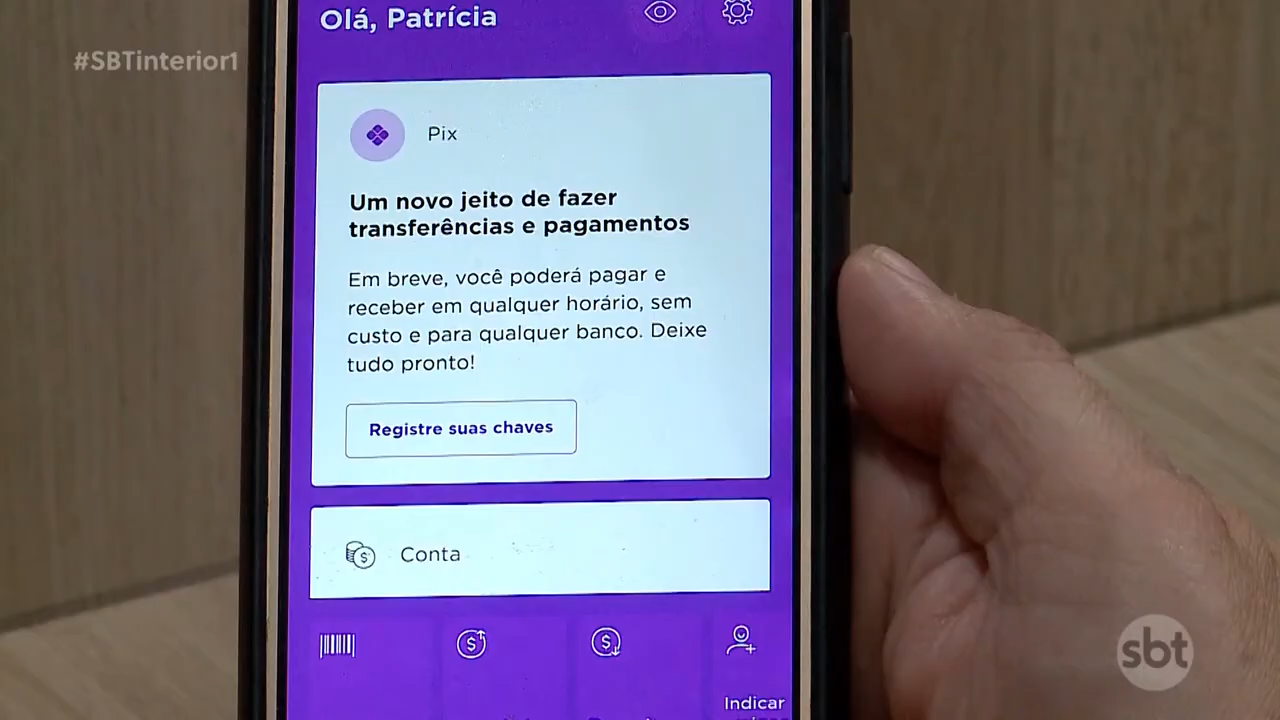 Olá, Patrícia
#SBTinterior1
Pix
Um novo jeito de fazer
transferências e pagamentos
Em breve, você poderá pagar e
receber em qualquer horário, sem
custo e para qualquer banco. Deixe
tudo pronto!
Registre suas chaves
Conta
sbt
Indicar